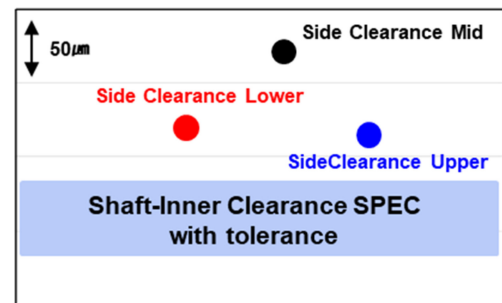 Side Clearance Mid
50㎛
Side Clearance Lower
SideClearance Upper
Shaft-Inner Clearance SPEC
with tolerance